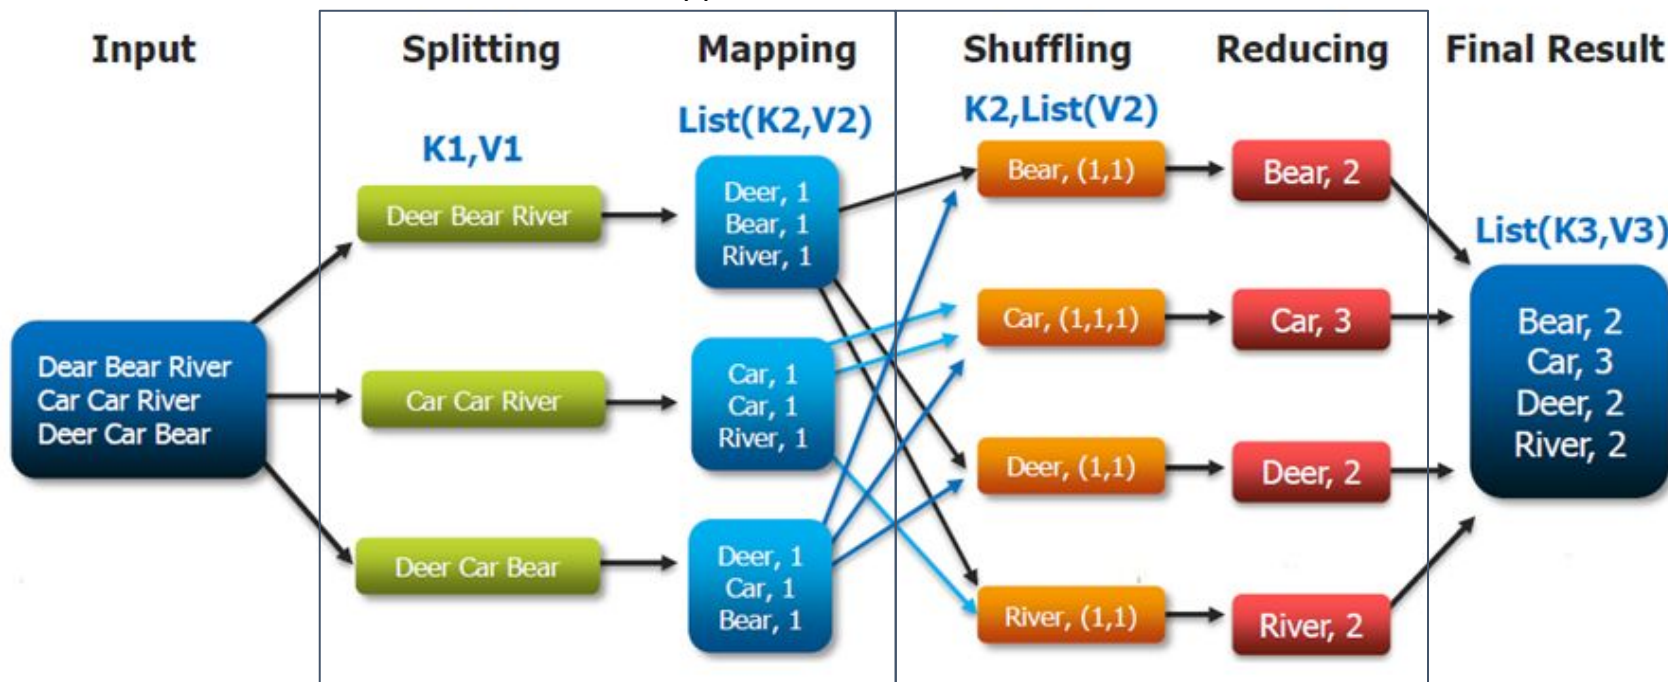 Input
Splitting
Mapping
Shuffling
Reducing
Final Result
K1,V1
List(K2,V2)
K2,List(V2)
List(K3,V3)
Dear Bear River
Car Car River
Deer Car Bear
Deer Bear River
Car Car River
Deer Car Bear
Deer, 1
Bear, 1
River, 1
Car, 1
Car, 1
River, 1
Deer, 1
Car, 1
Bear, 1
Bear, (1,1)
Car, (1,1,1)
Deer, (1,1)
River, (1,1)
Bear, 2
Car, 3
Deer, 2
River, 2
Bear, 2
Car, 3
Deer, 2
River, 2